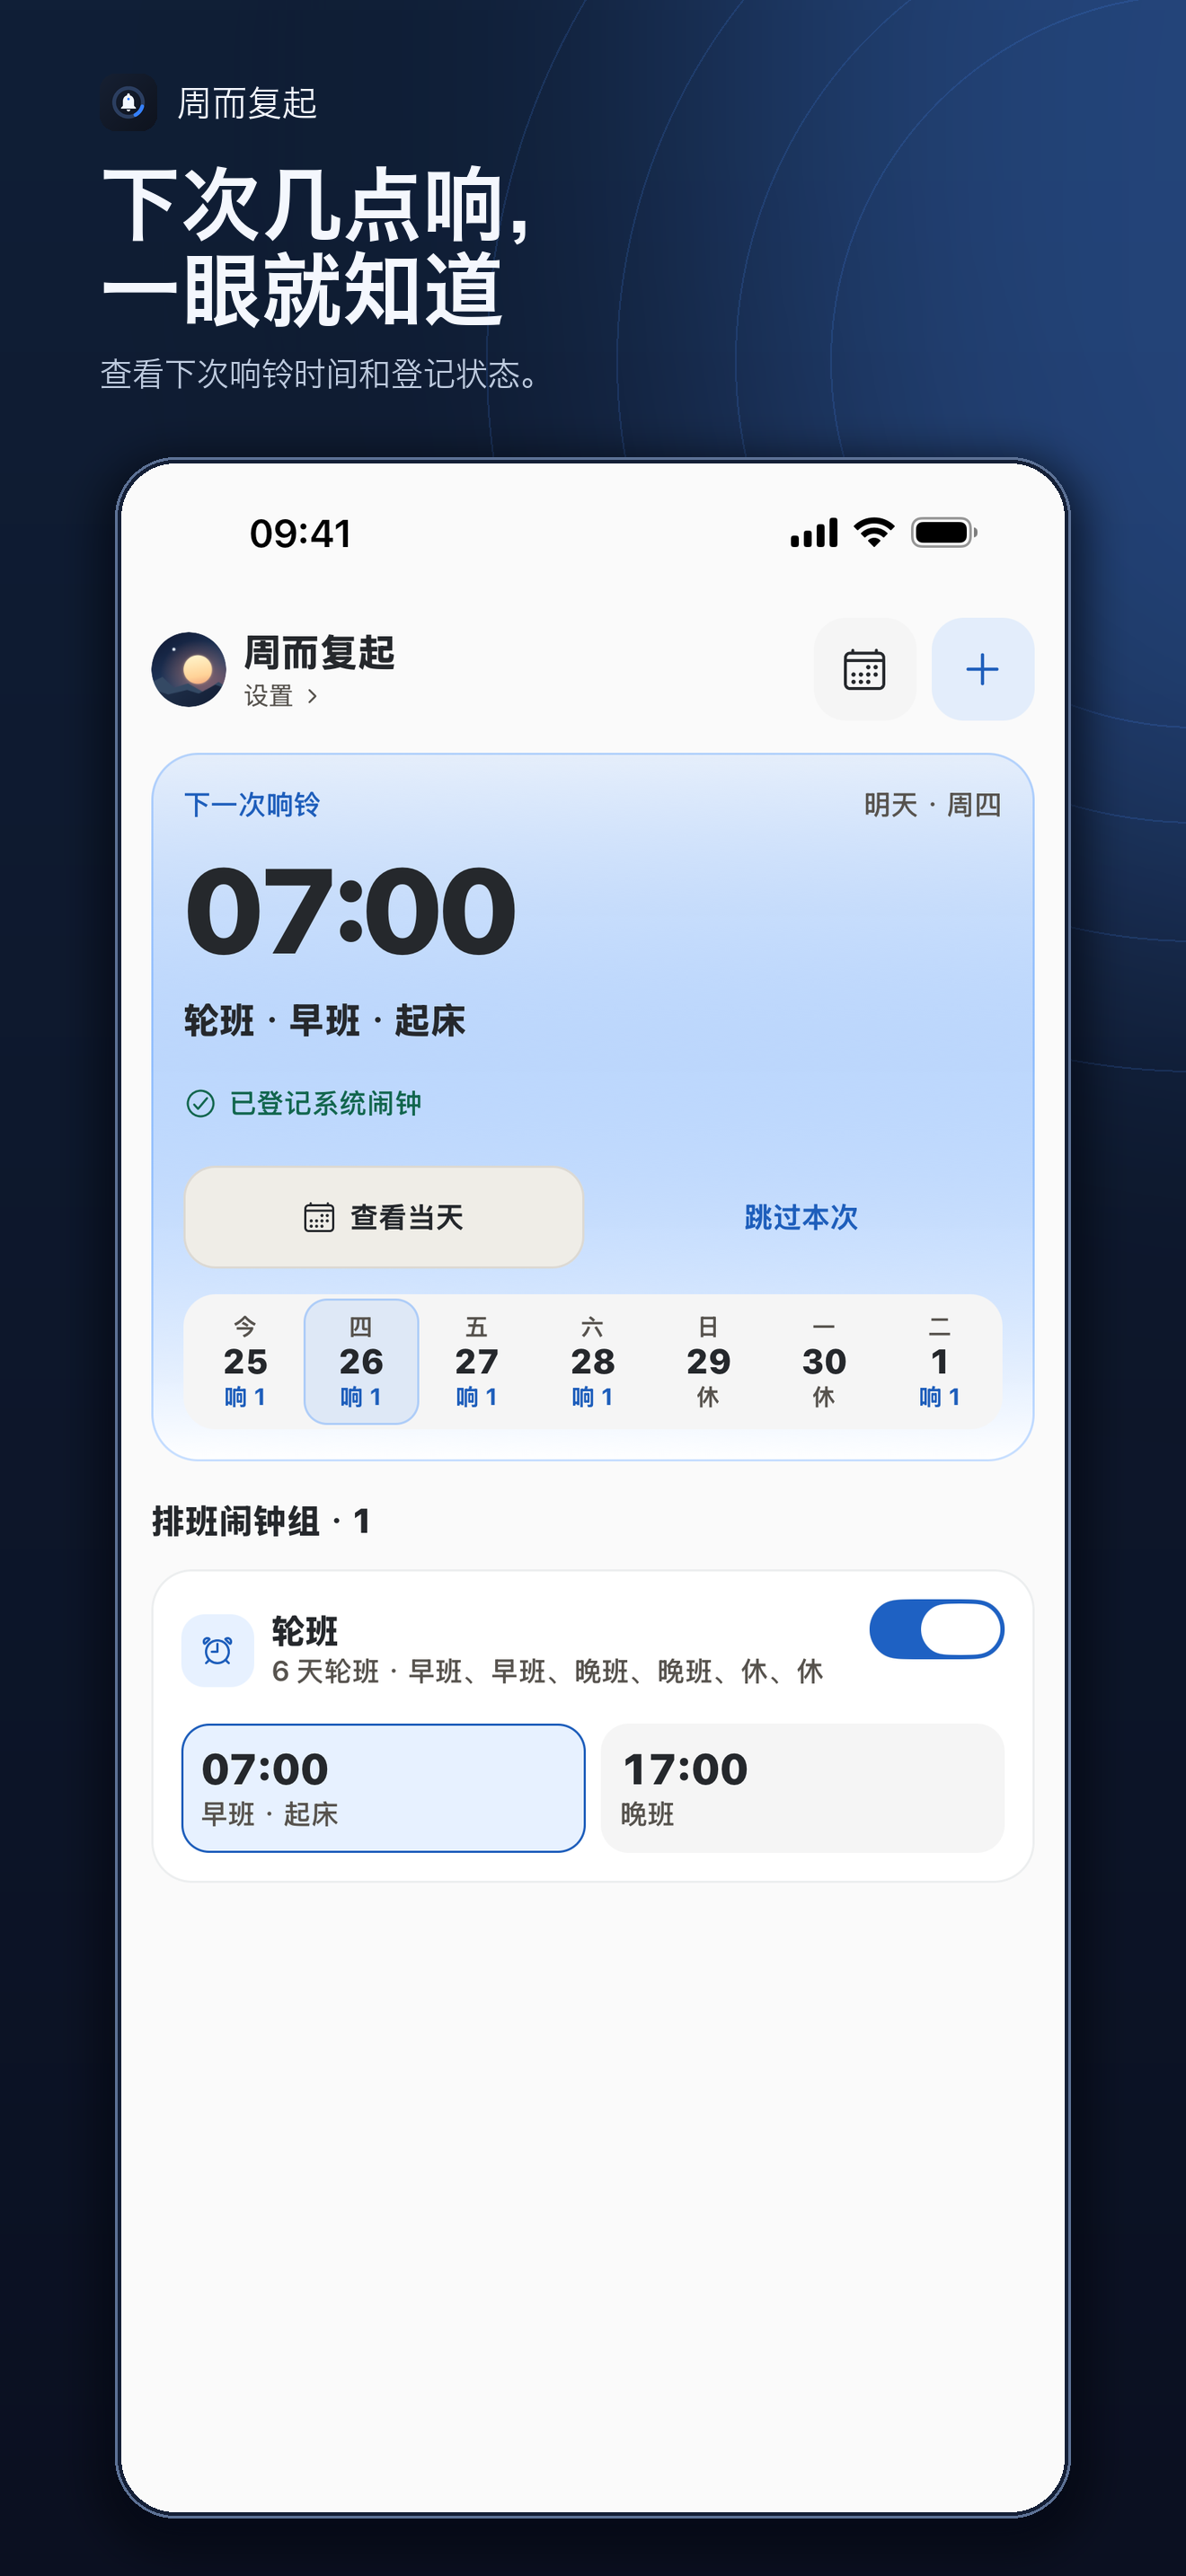 周而复起
下次几点响，
一眼就知道
查看下次响铃时间和登记状态。
09:41
周而复起
设置 >
下一次响铃 明天 · 周四
07:00
轮班 · 早班 · 起床
已登记系统闹钟
查看当天 跳过本次
今 四 五 六 日 一 二
25 26 27 28 29 30 1
响 1 响 1 响 1 响 1 休 休 响 1
排班闹钟组 · 1
轮班
6 天轮班 · 早班、早班、晚班、晚班、休、休
07:00 17:00
早班 · 起床 晚班